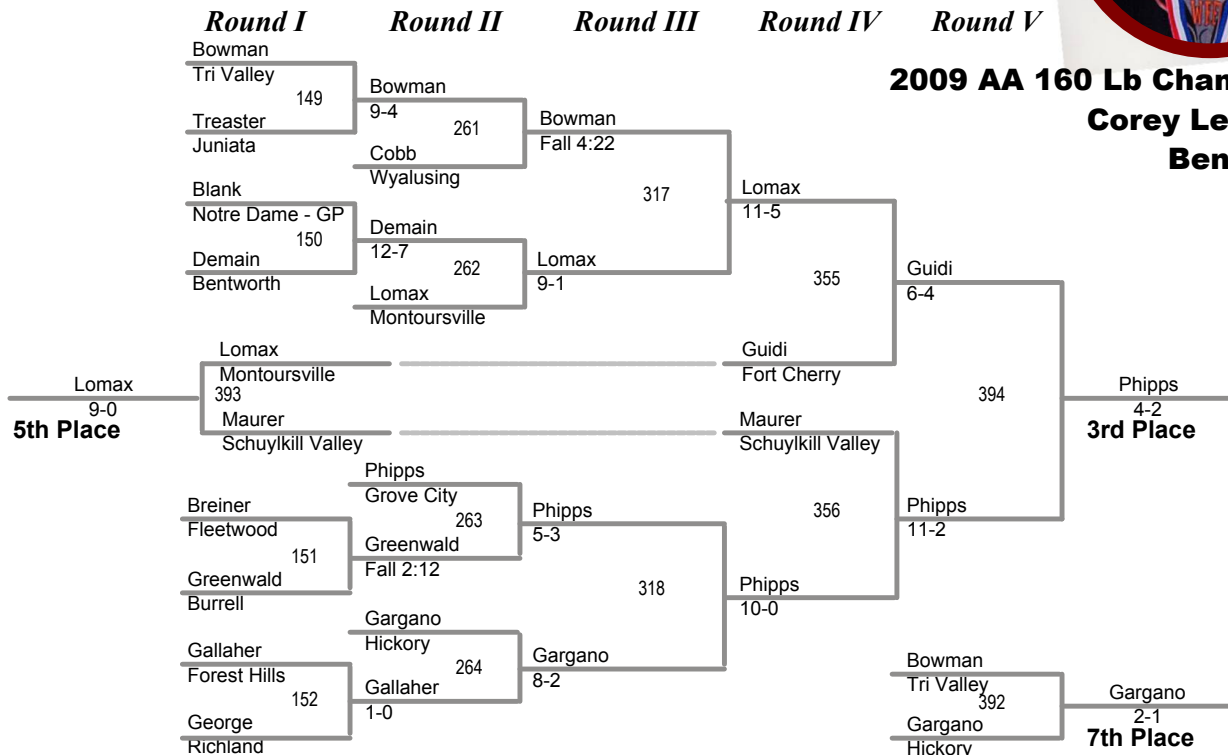 Round I Round II Round III Round IV Round V
2009 AA 160 Lb
Corey
Bowman
Tri Valley
149
Treaster
Juniata
Bowman
9-4
261
Cobb
Wyalusing
Bowman
Fall 4:22
Blank
Notre Dame - GP
150
Demain
Bentworth
Demain
12-7
262
Lomax
Montoursville
Lomax
9-1
317
Lomax
11-5
355
Guidi
Fort Cherry
Guidi
6-4
Lomax
Montoursville
393
Maurer
Schuylkill Valley
Lomax
9-0
5th Place
Maurer
Schuylkill Valley
394
Phipps
4-2
3rd Place
Phipps
Grove City
263
Breiner
Fleetwood
151
Greenwald
Burrell
Greenwald
Fall 2:12
Phipps
5-3
318
Gargano
Hickory
264
Gallaher
Forest Hills
152
George
Richland
Gallaher
1-0
Gargano
8-2
Phipps
10-0
356
Phipps
11-2
Bowman
Tri Valley
392
Gargano
Hickory
Gargano
2-1
7th Place